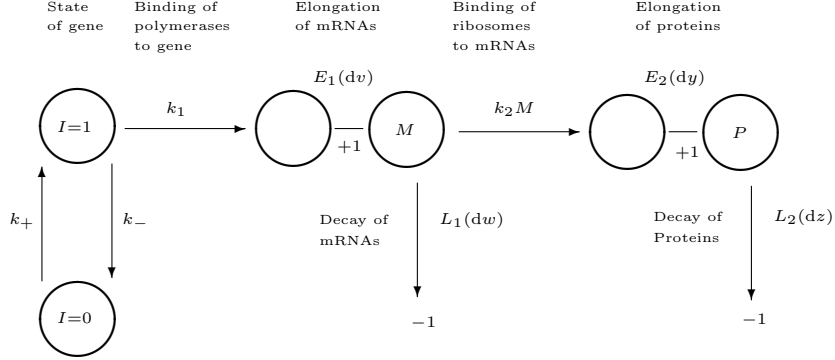 State
of gene
Binding of
polymerases
to gene
Elongation
of mRNAs
Binding of
ribosomes
to mRNAs
Elongation
of proteins
E₁(dv)
E₂(dy)
I=1
k₁
+1
M
k₂M
+1
P
k₊
k₋
Decay of
mRNAs
L₁(dw)
Decay of
Proteins
L₂(dz)
I=0
−1
−1